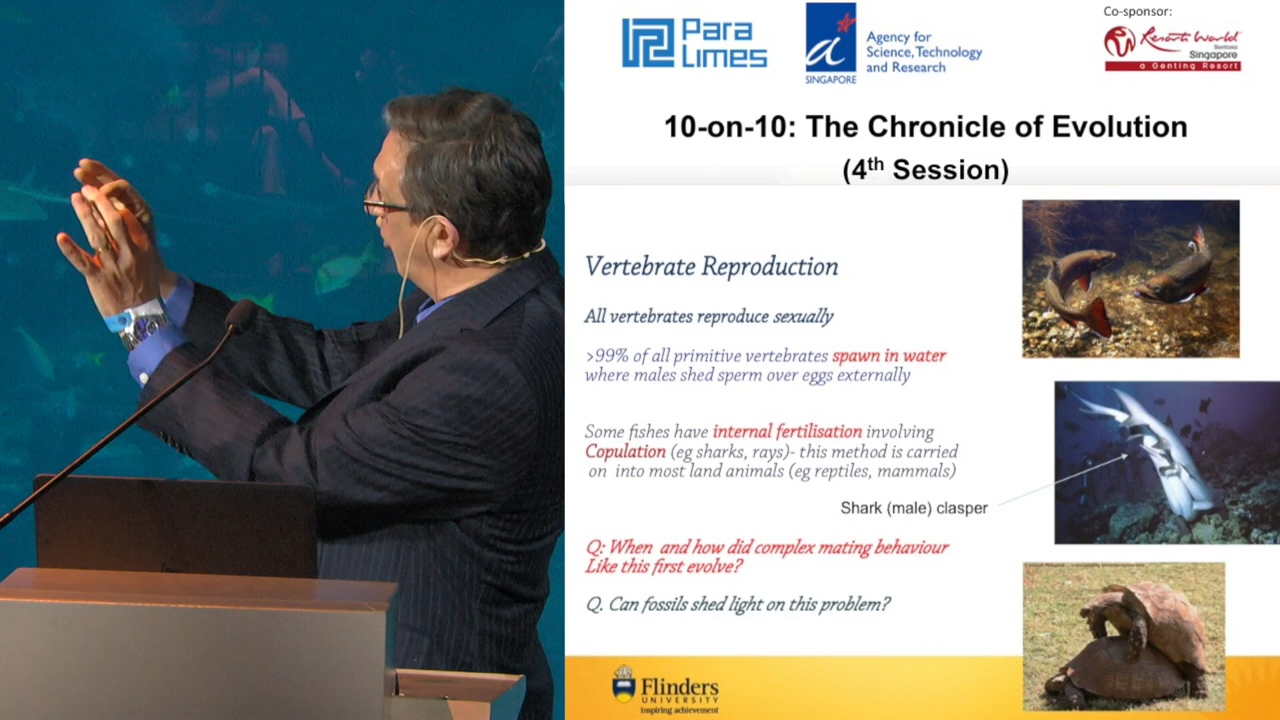 Para
Limes
SINGAPORE
Agency for
Science, Technology
and Research
Co-sponsor:
Resorts World
Sentosa
Singapore
a Genting Resort
10-on-10: The Chronicle of Evolution
(4th Session)
Vertebrate Reproduction
All vertebrates reproduce sexually
>99% of all primitive vertebrates spawn in water
where males shed sperm over eggs externally
Some fishes have internal fertilisation involving
Copulation (eg sharks, rays)- this method is carried
on into most land animals (eg reptiles, mammals)
Shark (male) clasper
Q: When and how did complex mating behaviour
Like this first evolve?
Q. Can fossils shed light on this problem?
Flinders
UNIVERSITY
inspiring achievement